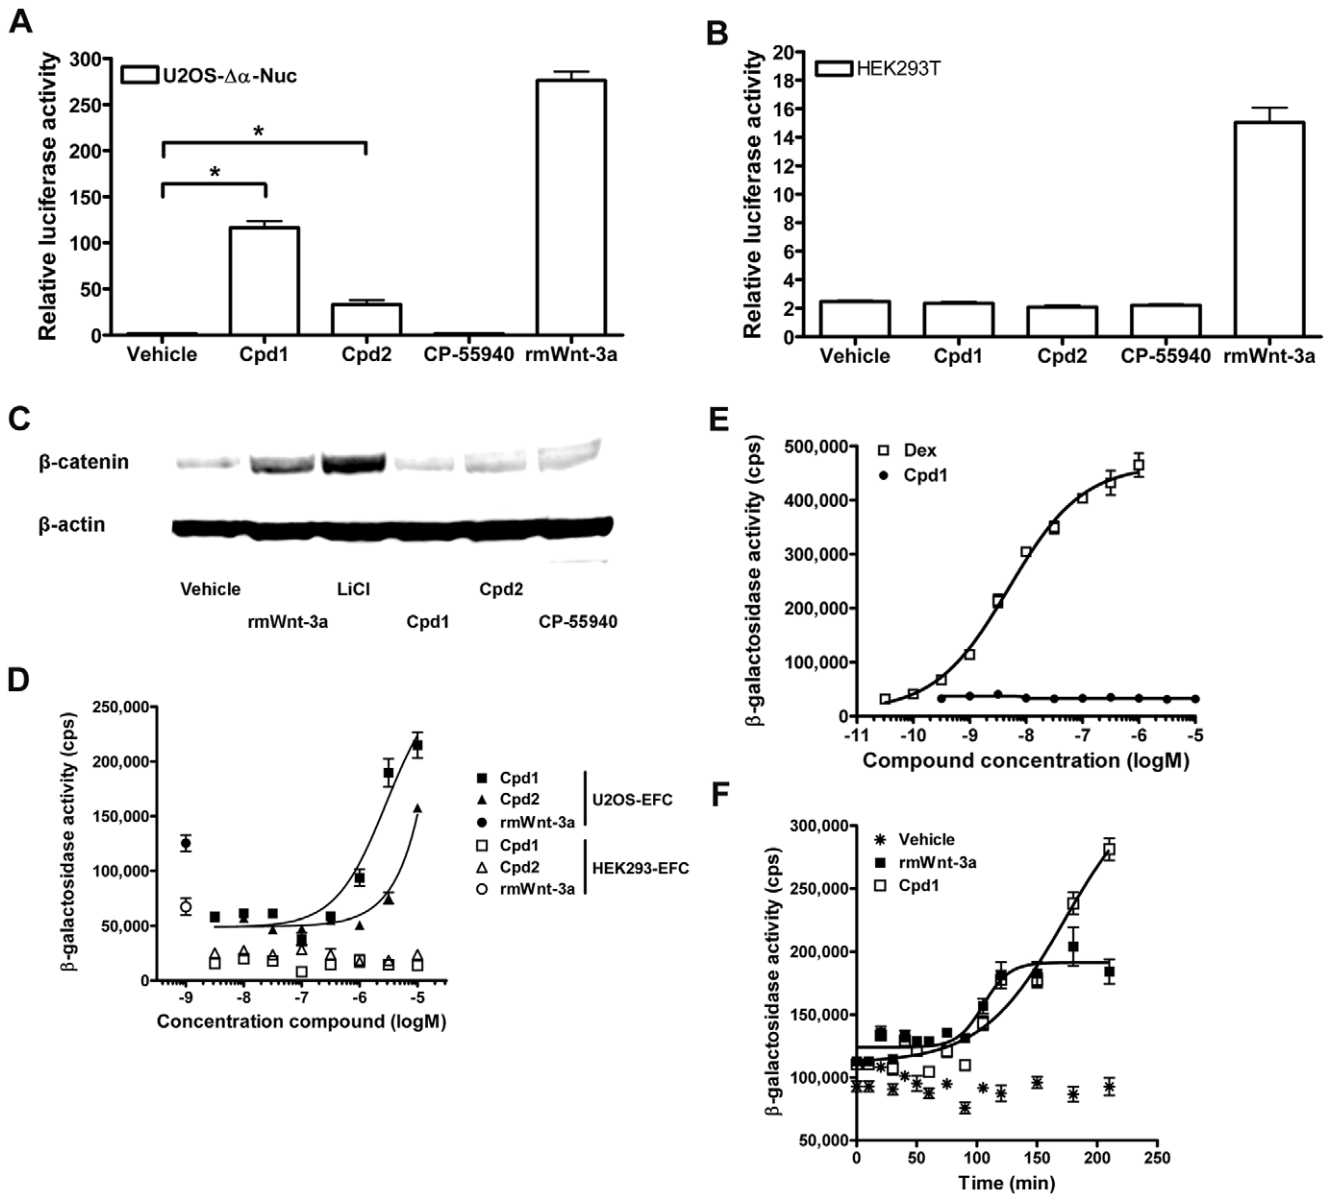 A
Relative luciferase activity
300
250
200
150
100
50
0
U2OS-Δα-Nuc
*
*
Vehicle
Cpd1
Cpd2
CP-55940
rmWnt-3a
B
Relative luciferase activity
20
18
16
14
12
10
8
6
4
2
0
HEK293T
Vehicle
Cpd1
Cpd2
CP-55940
rmWnt-3a
C
β-catenin
β-actin
Vehicle
LiCl
Cpd2
rmWnt-3a
Cpd1
CP-55940
D
β-galactosidase activity (cps)
250,000
200,000
150,000
100,000
50,000
0
-9
-8
-7
-6
-5
Concentration compound (logM)
Cpd1
Cpd2
rmWnt-3a
U2OS-EFC
Cpd1
Cpd2
rmWnt-3a
HEK293-EFC
E
β-galactosidase activity (cps)
500,000
400,000
300,000
200,000
100,000
0
Dex
Cpd1
-11
-10
-9
-8
-7
-6
-5
Compound concentration (logM)
F
β-galactosidase activity (cps)
300,000
250,000
200,000
150,000
100,000
50,000
Vehicle
rmWnt-3a
Cpd1
0
50
100
150
200
250
Time (min)